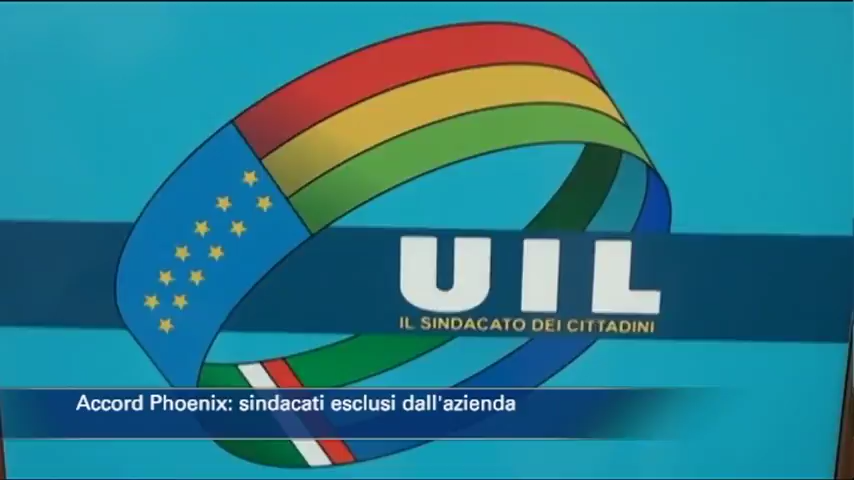 UIL
IL SINDACATO DEI CITTADINI
Accord Phoenix: sindacati esclusi dall'azienda